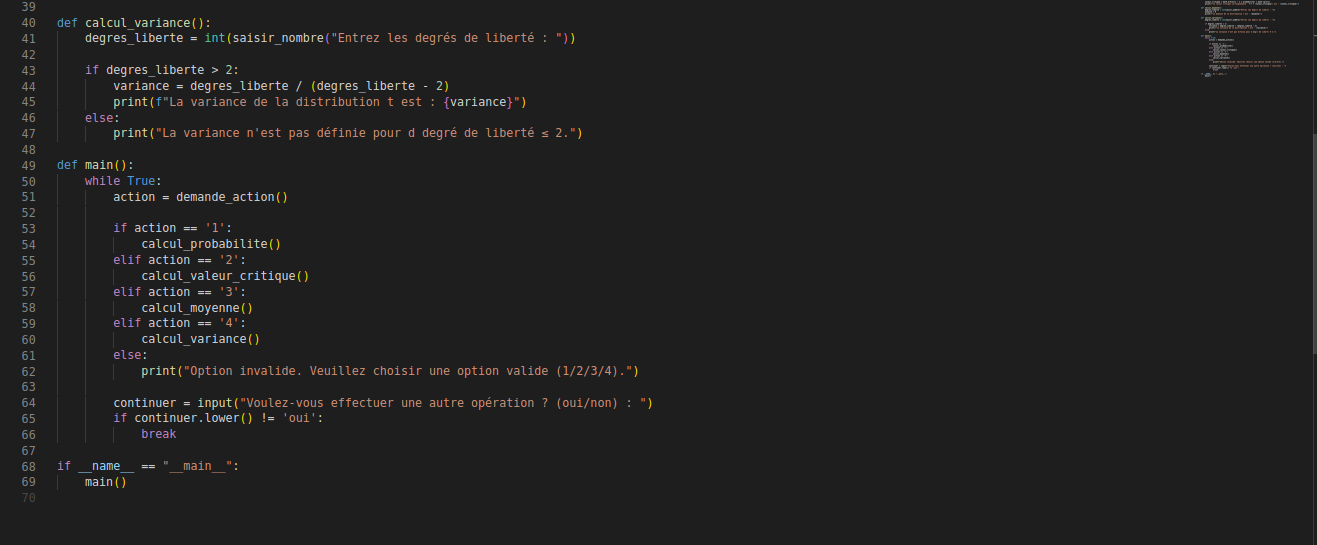 39
40 def calcul_variance():
41     degres_liberte = int(saisir_nombre("Entrez les degrés de liberté : "))
42
43     if degres_liberte > 2:
44         variance = degres_liberte / (degres_liberte - 2)
45         print(f"La variance de la distribution t est : {variance}")
46     else:
47         print("La variance n'est pas définie pour d degré de liberté ≤ 2.")
48
49 def main():
50     while True:
51         action = demande_action()
52
53         if action == '1':
54             calcul_probabilite()
55         elif action == '2':
56             calcul_valeur_critique()
57         elif action == '3':
58             calcul_moyenne()
59         elif action == '4':
60             calcul_variance()
61         else:
62             print("Option invalide. Veuillez choisir une option valide (1/2/3/4).")
63
64         continuer = input("Voulez-vous effectuer une autre opération ? (oui/non) : ")
65         if continuer.lower() != 'oui':
66             break
67
68 if __name__ == "__main__":
69     main()
70